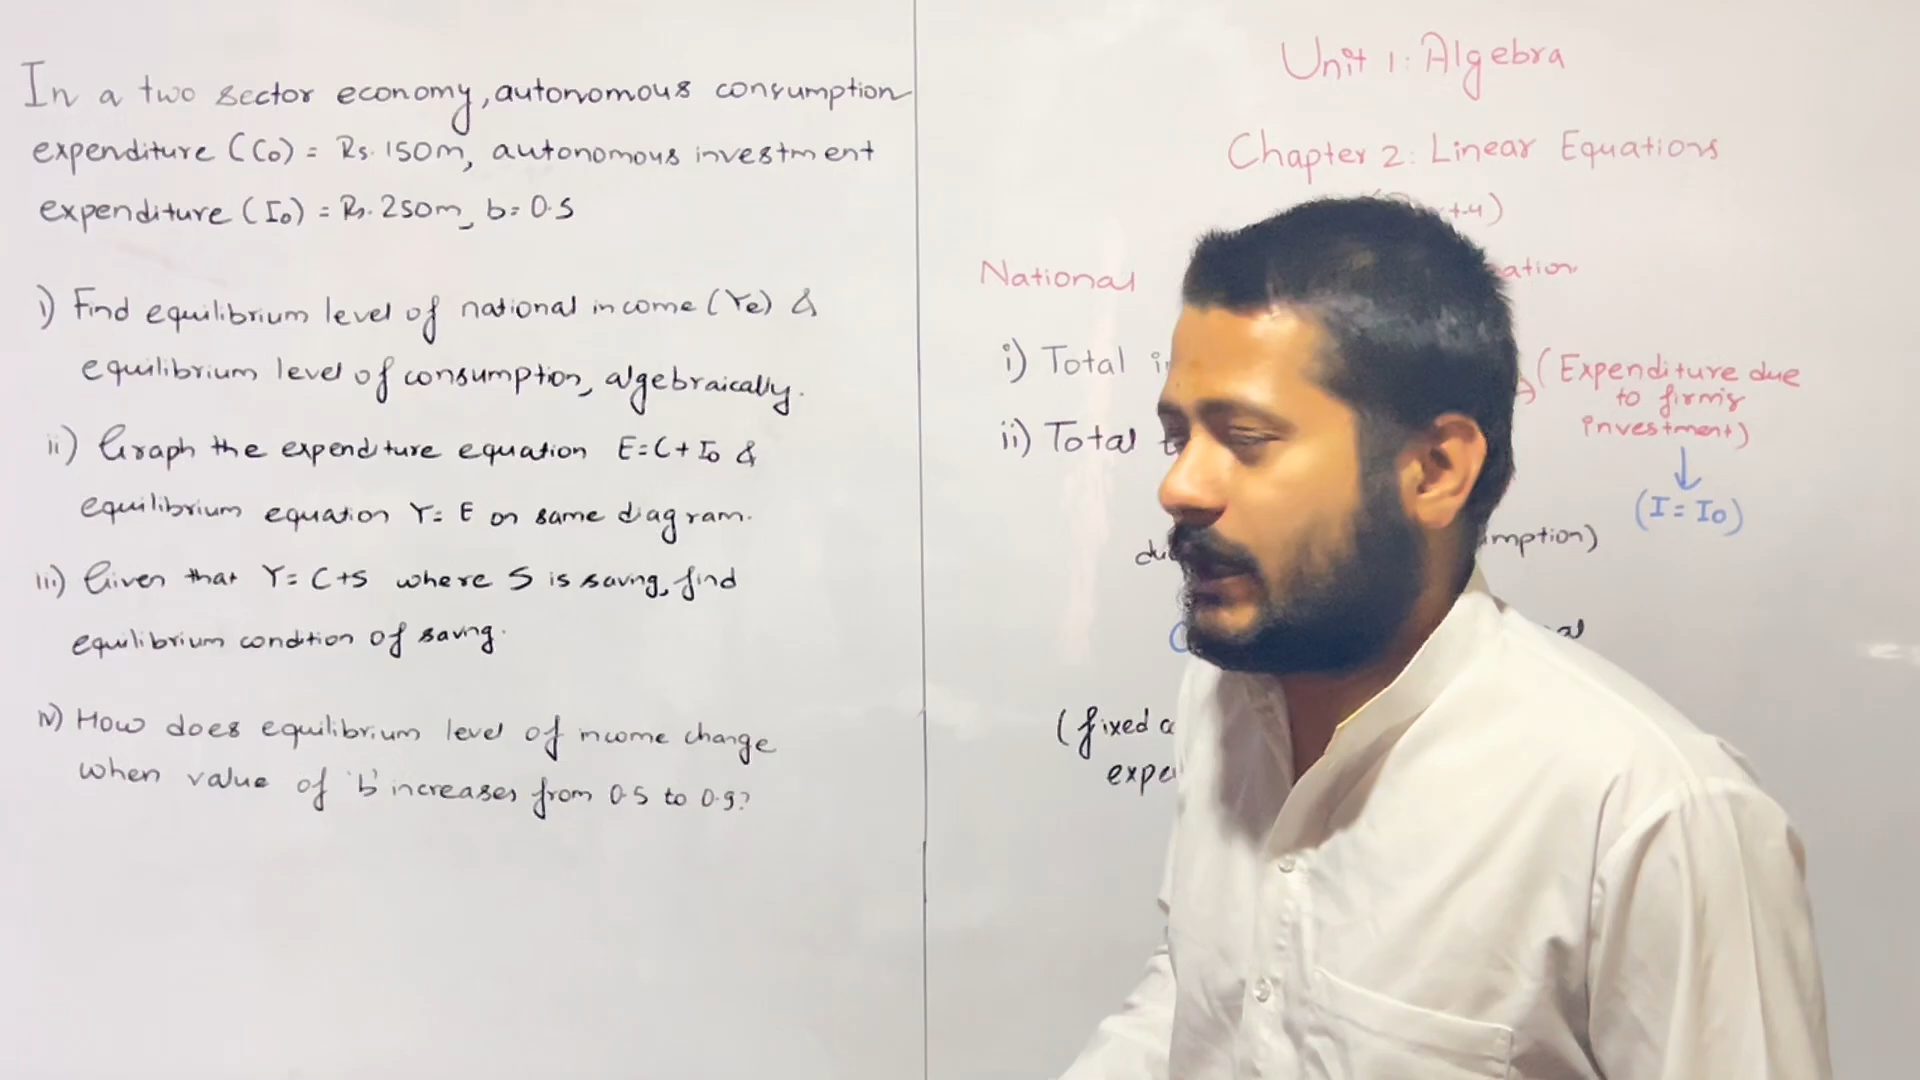 In a two sector economy, autonomous consumption
expenditure (C0) = Rs. 150m, autonomous investment
expenditure (I0) = Rs. 250m, b = 0.5
i) Find equilibrium level of national income (Ye) &
equilibrium level of consumption, algebraically.
ii) Graph the expenditure equation E = C + I0 &
equilibrium equation Y = E on same diagram.
iii) Given that Y = C + S where S is saving, find
equilibrium condition of saving.
iv) How does equilibrium level of income change
when value of 'b' increases from 0.5 to 0.9?
Unit 1: Algebra
Chapter 2: Linear Equations
National
i) Total
(Expenditure due
to firm's
investment)
ii) Total
(I = I0)
(fixed